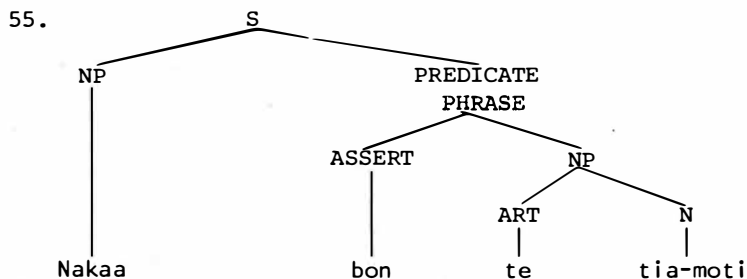 55. S
NP PREDICATE
PHRASE
ASSERT NP
ART N
Nakaa bon te tia-moti